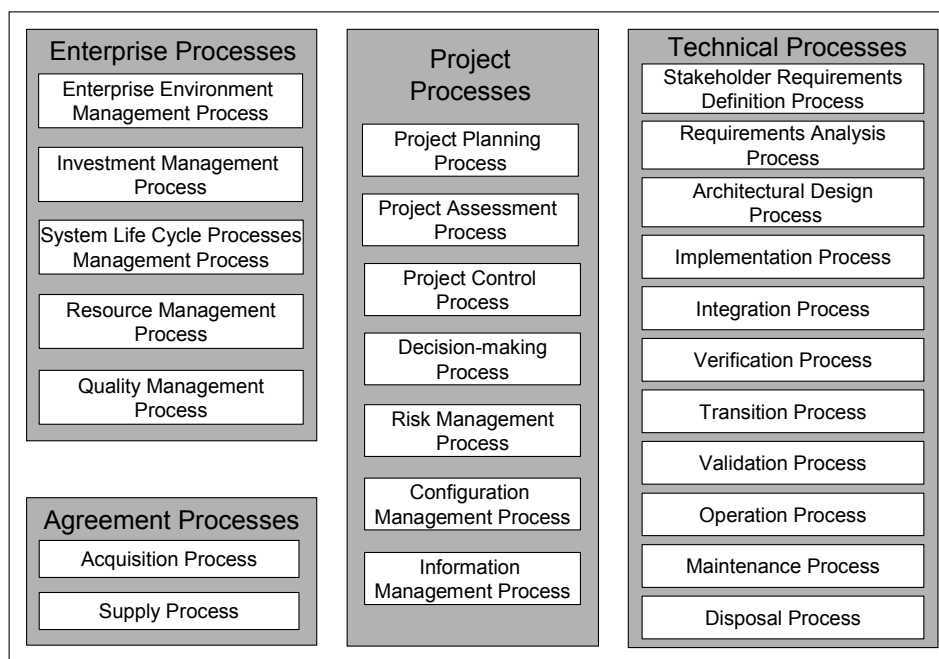 Enterprise Processes
Enterprise Environment
Management Process
Investment Management
Process
System Life Cycle Processes
Management Process
Resource Management
Process
Quality Management
Process
Agreement Processes
Acquisition Process
Supply Process
Project
Processes
Project Planning
Process
Project Assessment
Process
Project Control
Process
Decision-making
Process
Risk Management
Process
Configuration
Management Process
Information
Management Process
Technical Processes
Stakeholder Requirements
Definition Process
Requirements Analysis
Process
Architectural Design
Process
Implementation Process
Integration Process
Verification Process
Transition Process
Validation Process
Operation Process
Maintenance Process
Disposal Process